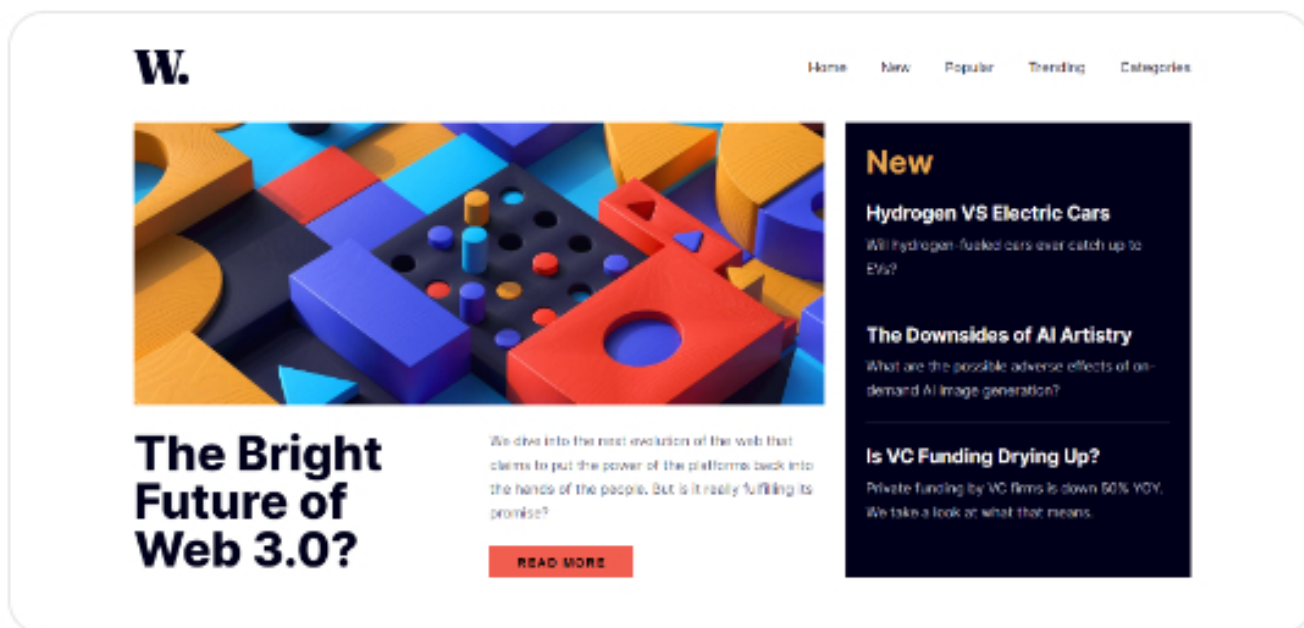 W.
Home New Popular Trending Categories
The Bright
Future of
Web 3.0?
We dive into the next evolution of the web that
claims to put the power of the platforms back into
the hands of the people. But is it really fulfilling its
promise?
READ MORE
New
Hydrogen VS Electric Cars
Will hydrogen-fueled cars ever catch up to
EVs?
The Downsides of AI Artistry
What are the possible adverse effects of on-
demand AI image generation?
Is VC Funding Drying Up?
Private funding by VC firms is down 50% YOY.
We take a look at what that means.